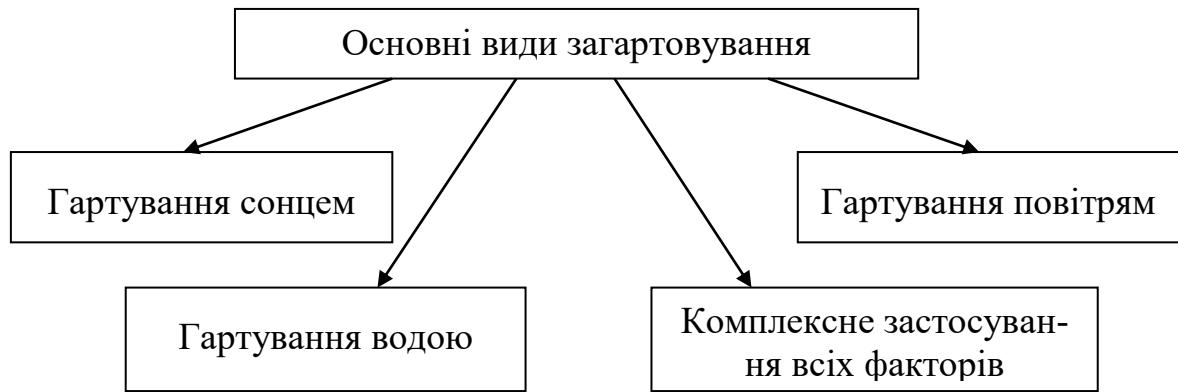 Основні види загартовування
Гартування сонцем
Гартування повітрям
Гартування водою
Комплексне застосуван-
ня всіх факторів